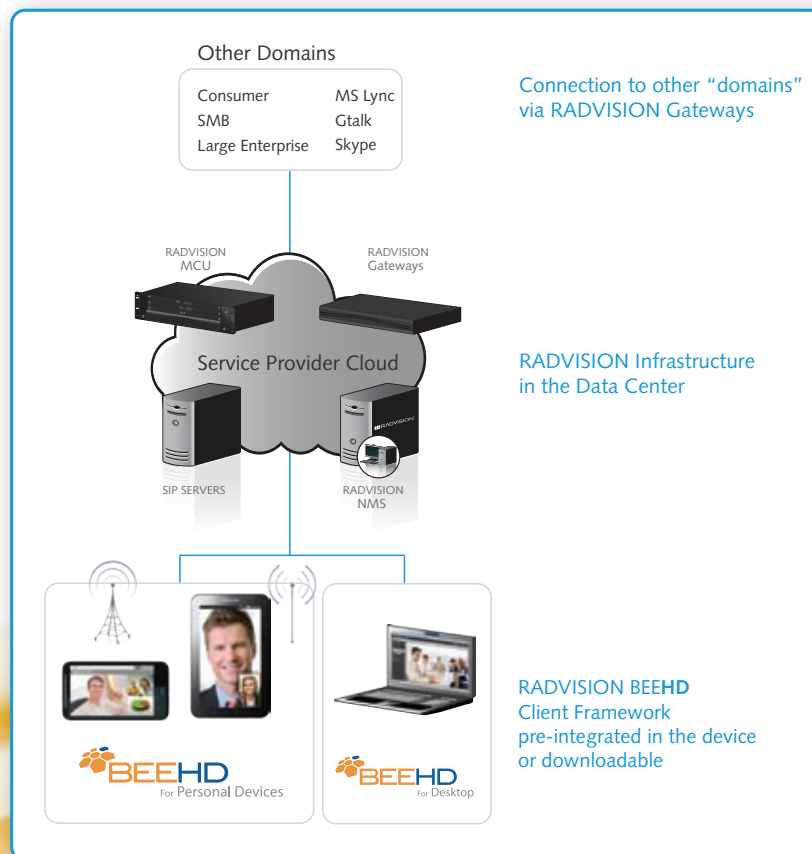 Other Domains
Consumer
SMB
Large Enterprise
MS Lync
Gtalk
Skype
Connection to other “domains”
via RADVISION Gateways
RADVISION
MCU
RADVISION
Gateways
Service Provider Cloud
RADVISION
SIP SERVERS
RADVISION
NMS
RADVISION Infrastructure
in the Data Center
BEEHD
For Personal Devices
BEEHD
For Desktop
RADVISION BEEHD
Client Framework
pre-integrated in the device
or downloadable